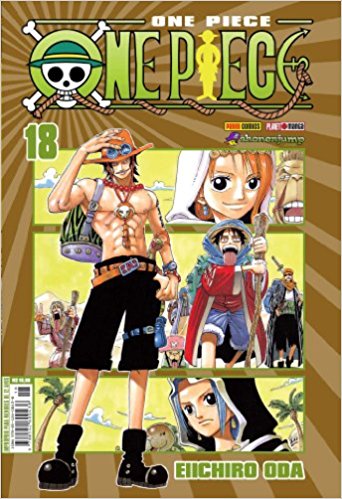 ONE PIECE
ONE PIECE
18
PANINI COMICS
PLANET manga
shonenjump
EIICHIRO ODA